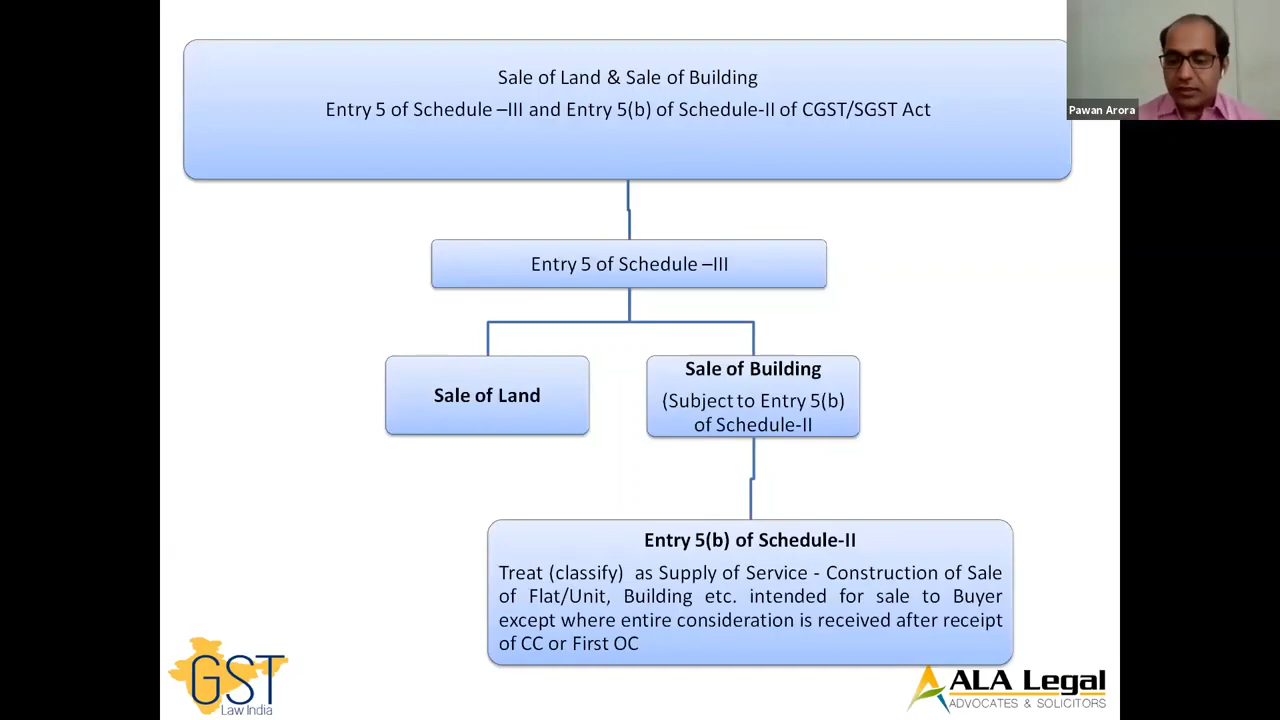 Sale of Land & Sale of Building
Entry 5 of Schedule –III and Entry 5(b) of Schedule-II of CGST/SGST Act
Pawan Arora
Entry 5 of Schedule –III
Sale of Land
Sale of Building
(Subject to Entry 5(b)
of Schedule-II
Entry 5(b) of Schedule-II
Treat (classify) as Supply of Service - Construction of Sale
of Flat/Unit, Building etc. intended for sale to Buyer
except where entire consideration is received after receipt
of CC or First OC
GST
Law India
ALA Legal
ADVOCATES & SOLICITORS